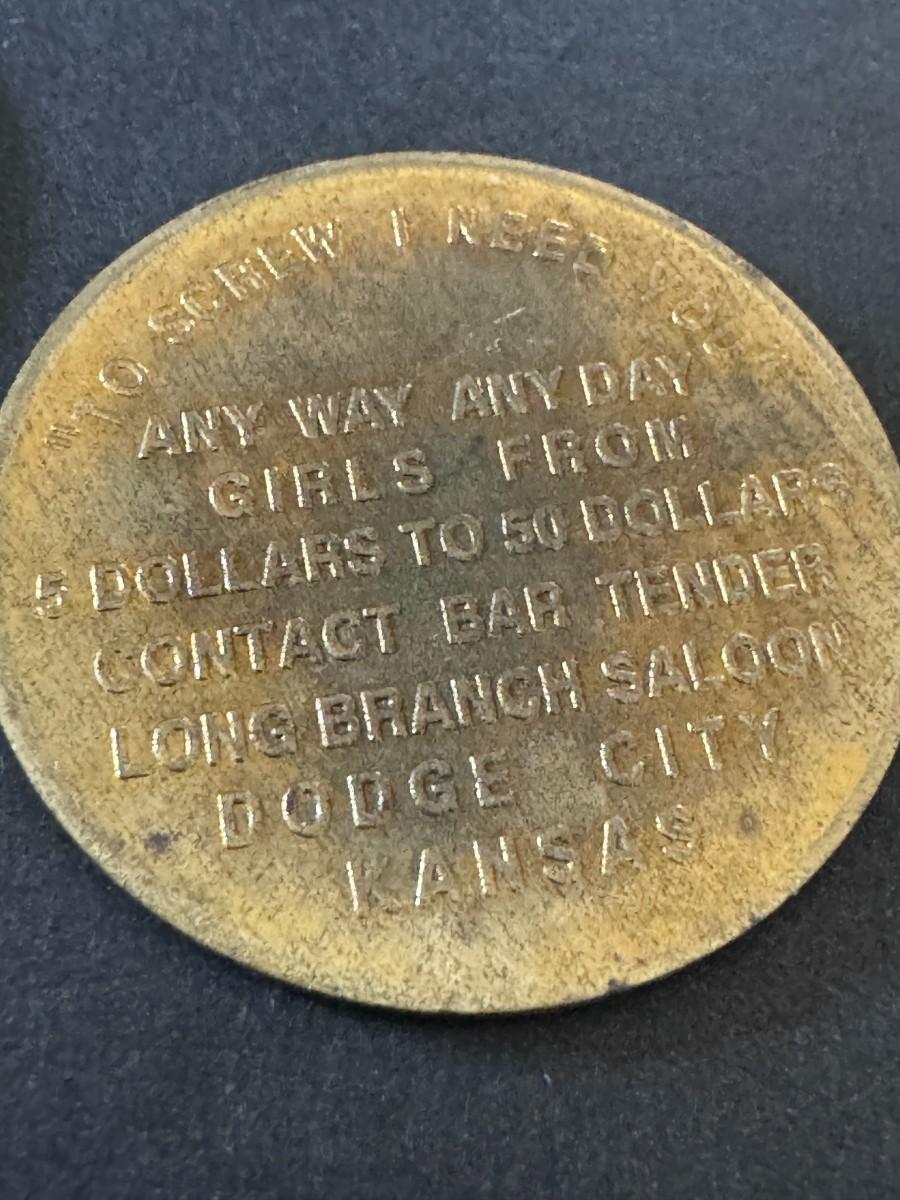 "TO SCREW I NEED YOU"
ANY WAY ANY DAY
GIRLS FROM
5 DOLLARS TO 50 DOLLARS
CONTACT BAR TENDER
LONG BRANCH SALOON
DODGE CITY
KANSAS